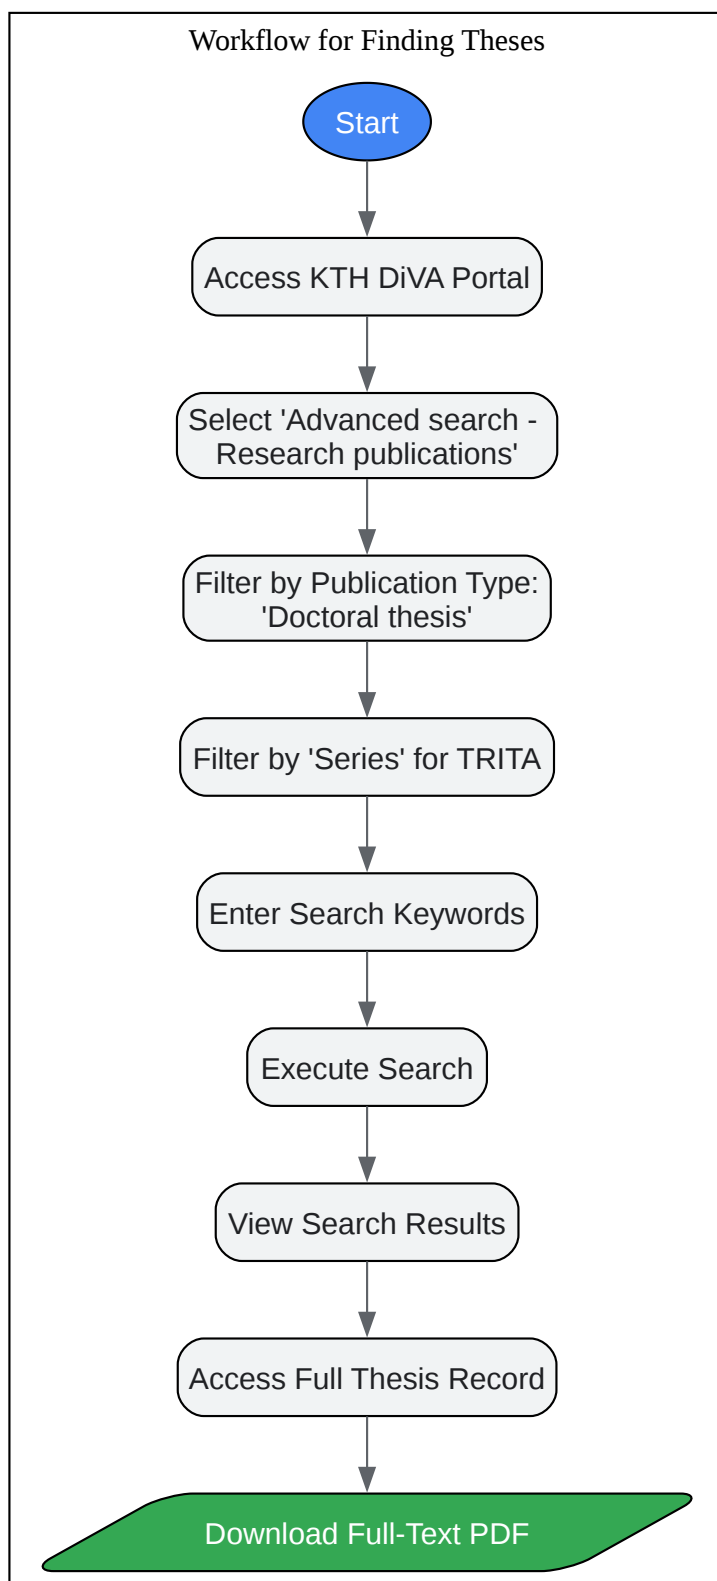 Workflow for Finding Theses
Start
Access KTH DiVA Portal
Select 'Advanced search -
Research publications'
Filter by Publication Type:
'Doctoral thesis'
Filter by 'Series' for TRITA
Enter Search Keywords
Execute Search
View Search Results
Access Full Thesis Record
Download Full-Text PDF